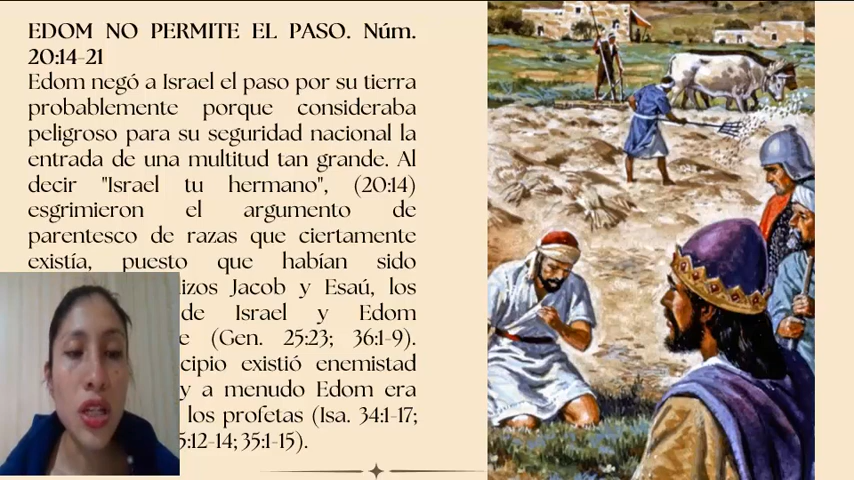 EDOM NO PERMITE EL PASO. Núm.
20:14-21
Edom negó a Israel el paso por su tierra
probablemente porque consideraba
peligroso para su seguridad nacional la
entrada de una multitud tan grande. Al
decir "Israel tu hermano", (20:14)
esgrimieron el argumento de
parentesco de razas que ciertamente
existía, puesto que habían sido
Jacob y Esaú, los
de Israel y Edom
(Gen. 25:23; 36:1-9).
existió enemistad
y a menudo Edom era
los profetas (Isa. 34:1-17;
5:12-14; 35:1-15).